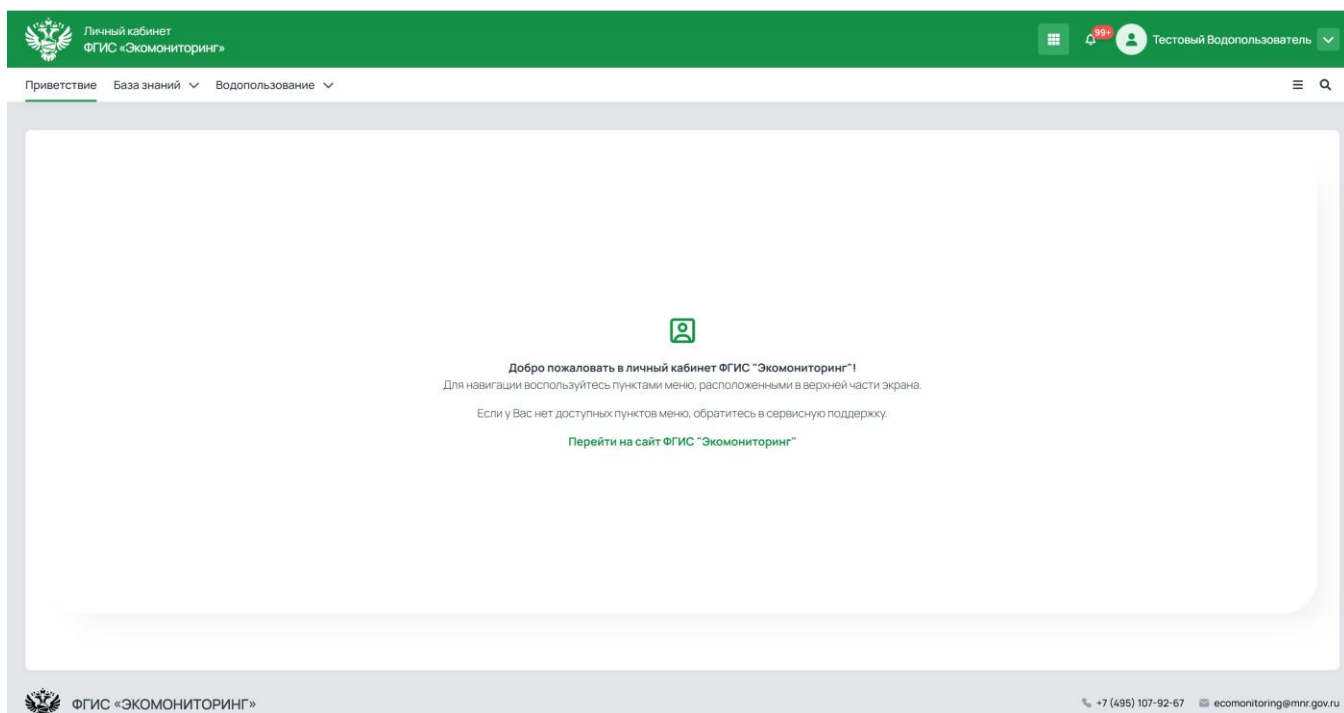 Личный кабинет
ФГИС «Экомониторинг»
99+
Тестовый Водопользователь
Приветствие База знаний Водопользование
Добро пожаловать в личный кабинет ФГИС "Экомониторинг"!
Для навигации воспользуйтесь пунктами меню, расположенными в верхней части экрана.
Если у Вас нет доступных пунктов меню, обратитесь в сервисную поддержку.
Перейти на сайт ФГИС "Экомониторинг"
ФГИС «ЭКОМОНИТОРИНГ»
+7 (495) 107-92-67 ecomonitoring@mnr.gov.ru